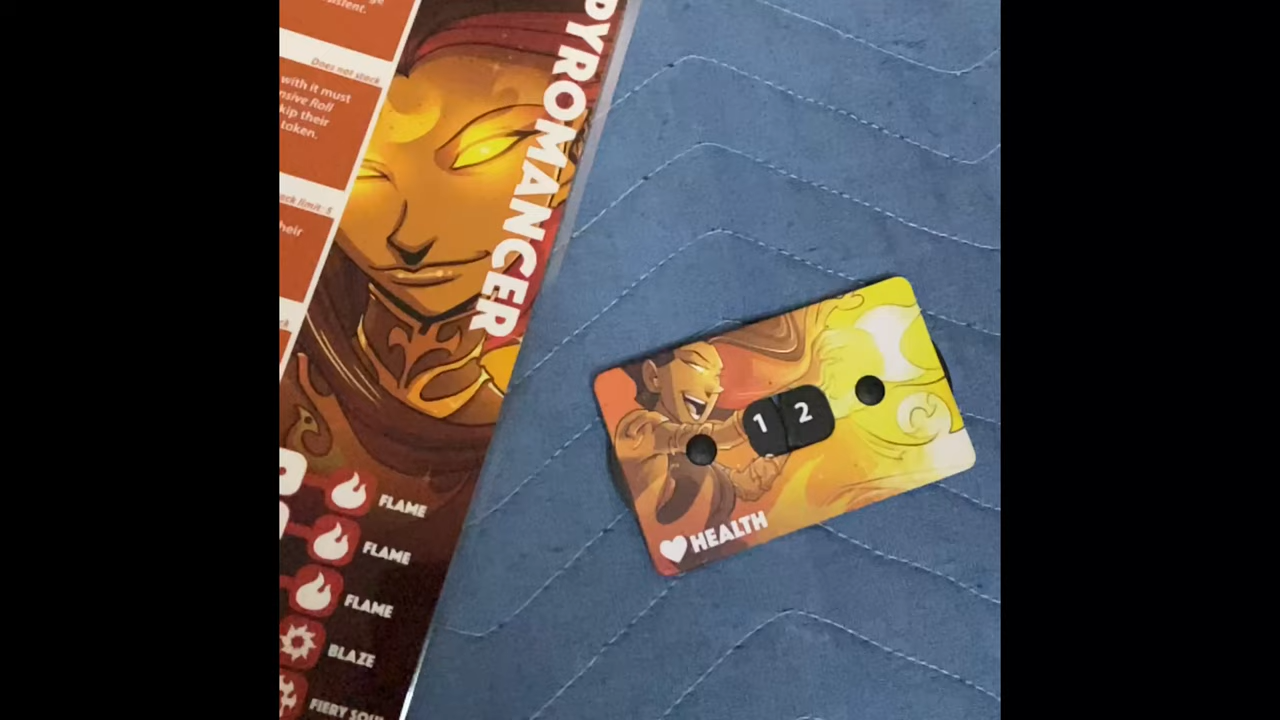 sistent.
Does not stack
with it must
nsive Roll
kip their
token.
ck limit: 5
heir
PYROMANCER
FLAME
FLAME
FLAME
BLAZE
FIERY SOUL
1 2
HEALTH